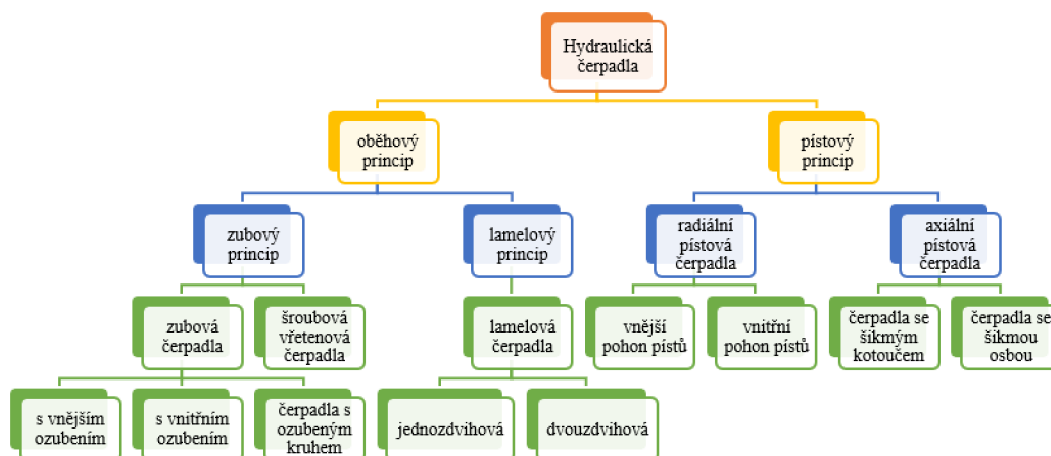 Hydraulická
čerpadla
oběhový
princip
pístový
princip
zubový
princip
lamelový
princip
radiální
pístová
čerpadla
axiální
pístová
čerpadla
zubová
čerpadla
šroubová
vřetenová
čerpadla
lamelová
čerpadla
vnější
pohon pístů
vnitřní
pohon pístů
čerpadla se
šikmým
kotoučem
čerpadla se
šikmou
osbou
s vnějším
ozubením
s vnitřním
ozubením
čerpadla s
ozubeným
kruhem
jednozdvihová
dvouzdvihová